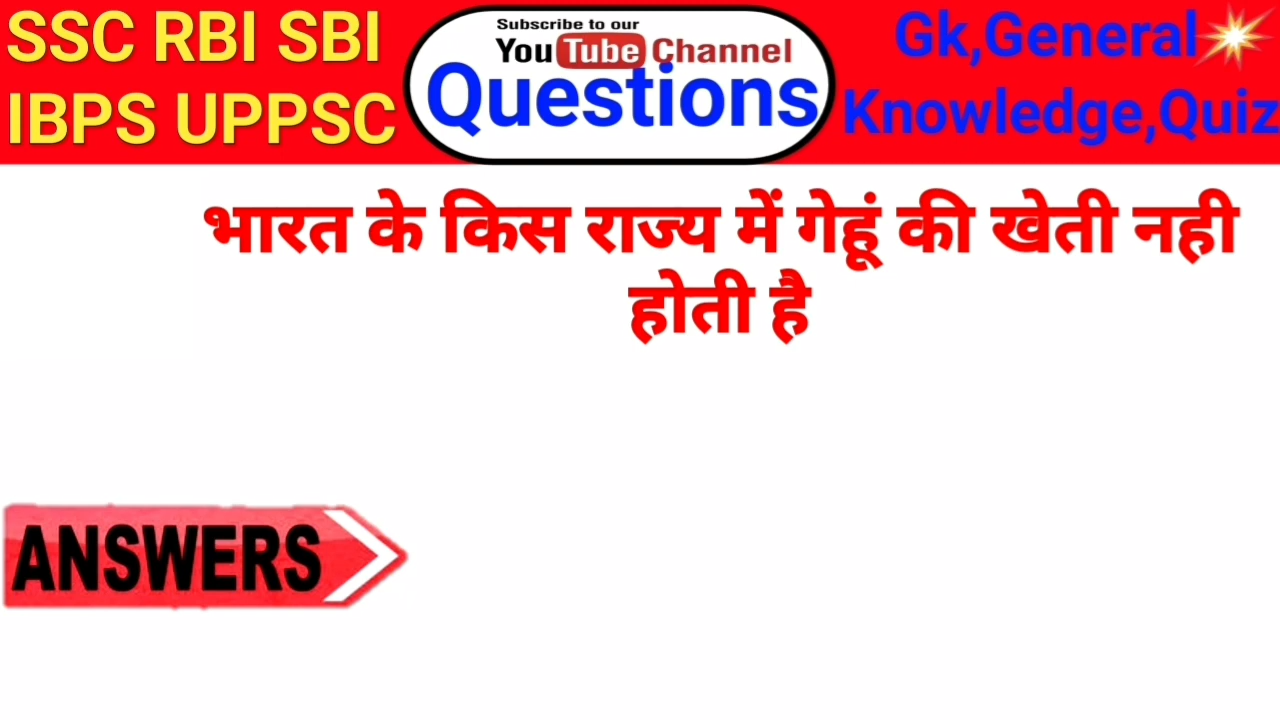 SSC RBI SBI
IBPS UPPSC
Subscribe to our
YouTube Channel
Questions
Gk,General
Knowledge,Quiz
भारत के किस राज्य में गेहूं की खेती नही
होती है
ANSWERS